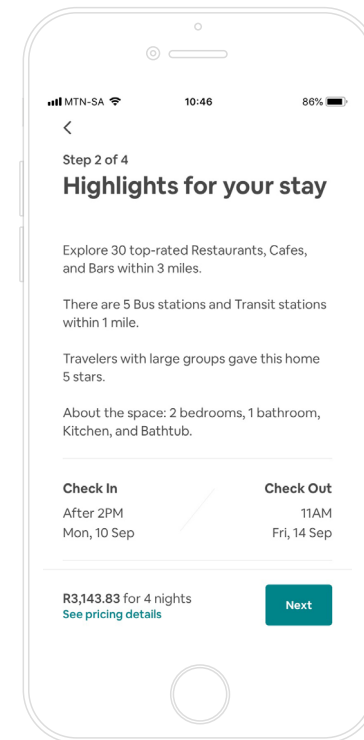 MTN-SA 10:46 86%
Step 2 of 4
Highlights for your stay
Explore 30 top-rated Restaurants, Cafes,
and Bars within 3 miles.
There are 5 Bus stations and Transit stations
within 1 mile.
Travelers with large groups gave this home
5 stars.
About the space: 2 bedrooms, 1 bathroom,
Kitchen, and Bathtub.
Check In Check Out
After 2PM 11AM
Mon, 10 Sep Fri, 14 Sep
R3,143.83 for 4 nights
See pricing details
Next